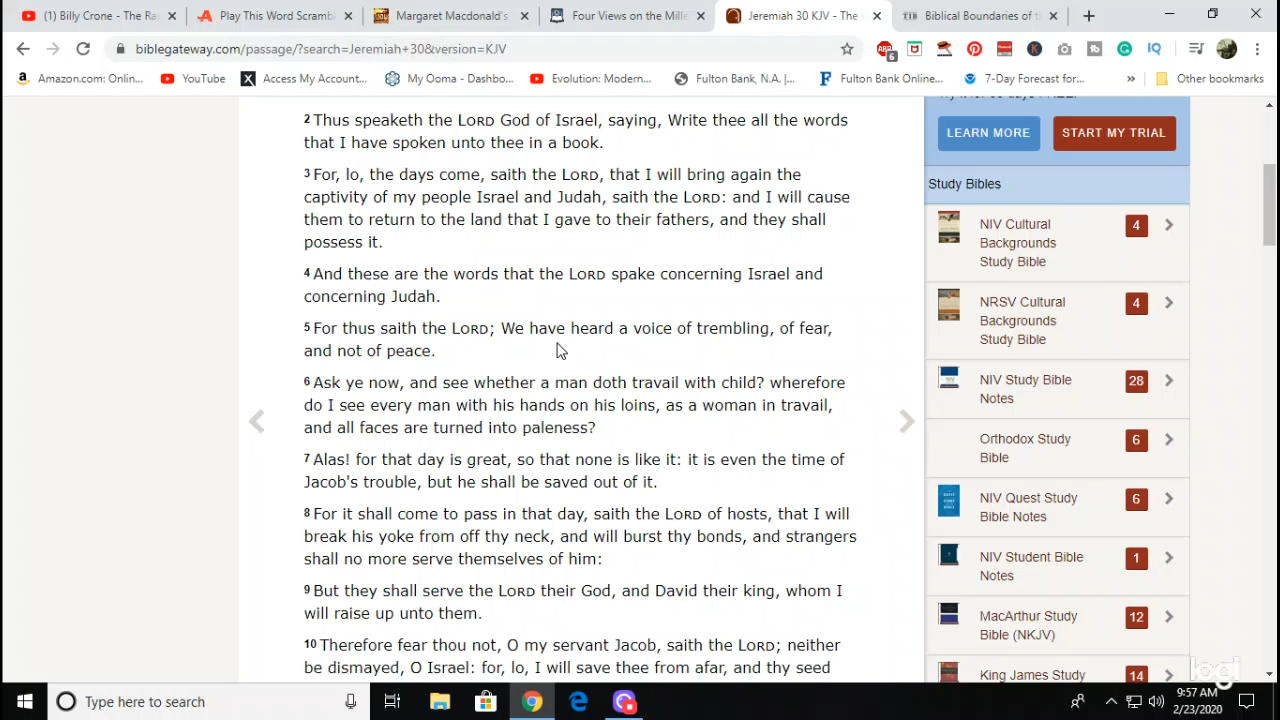 (1) Billy Crone - The Ra
Play This Word Scramb
Margaret Macdonald's
Four Views on the Mille
Jeremiah 30 KJV - The
Biblical Boundaries of th
biblegateway.com/passage/?search=Jeremiah+30&version=KJV
6
IQ
Amazon.com: Onlin...
YouTube
Access My Account...
My Ooma - Dashbo...
Evolution: Modern...
Fulton Bank, N.A. |...
Fulton Bank Online...
7-Day Forecast for...
»
Other bookmarks
2 Thus speaketh the LORD God of Israel, saying, Write thee all the words
that I have spoken unto thee in a book.
3 For, lo, the days come, saith the LORD, that I will bring again the
captivity of my people Israel and Judah, saith the LORD: and I will cause
them to return to the land that I gave to their fathers, and they shall
possess it.
4 And these are the words that the LORD spake concerning Israel and
concerning Judah.
5 For thus saith the LORD; We have heard a voice of trembling, of fear,
and not of peace.
6 Ask ye now, and see whether a man doth travail with child? wherefore
do I see every man with his hands on his loins, as a woman in travail,
and all faces are turned into paleness?
7 Alas! for that day is great, so that none is like it: it is even the time of
Jacob's trouble, but he shall be saved out of it.
8 For it shall come to pass in that day, saith the LORD of hosts, that I will
break his yoke from off thy neck, and will burst thy bonds, and strangers
shall no more serve themselves of him:
9 But they shall serve the LORD their God, and David their king, whom I
will raise up unto them.
10 Therefore fear thou not, O my servant Jacob, saith the LORD; neither
be dismayed, O Israel: for, lo, I will save thee from afar, and thy seed
LEARN MORE
START MY TRIAL
Study Bibles
NIV Cultural
Backgrounds
Study Bible
4
NRSV Cultural
Backgrounds
Study Bible
4
NIV Study Bible
Notes
28
Orthodox Study
Bible
6
NIV Quest Study
Bible Notes
6
NIV Student Bible
Notes
1
MacArthur Study
Bible (NKJV)
12
King James Study
14
logi
Type here to search
9:57 AM
2/23/2020